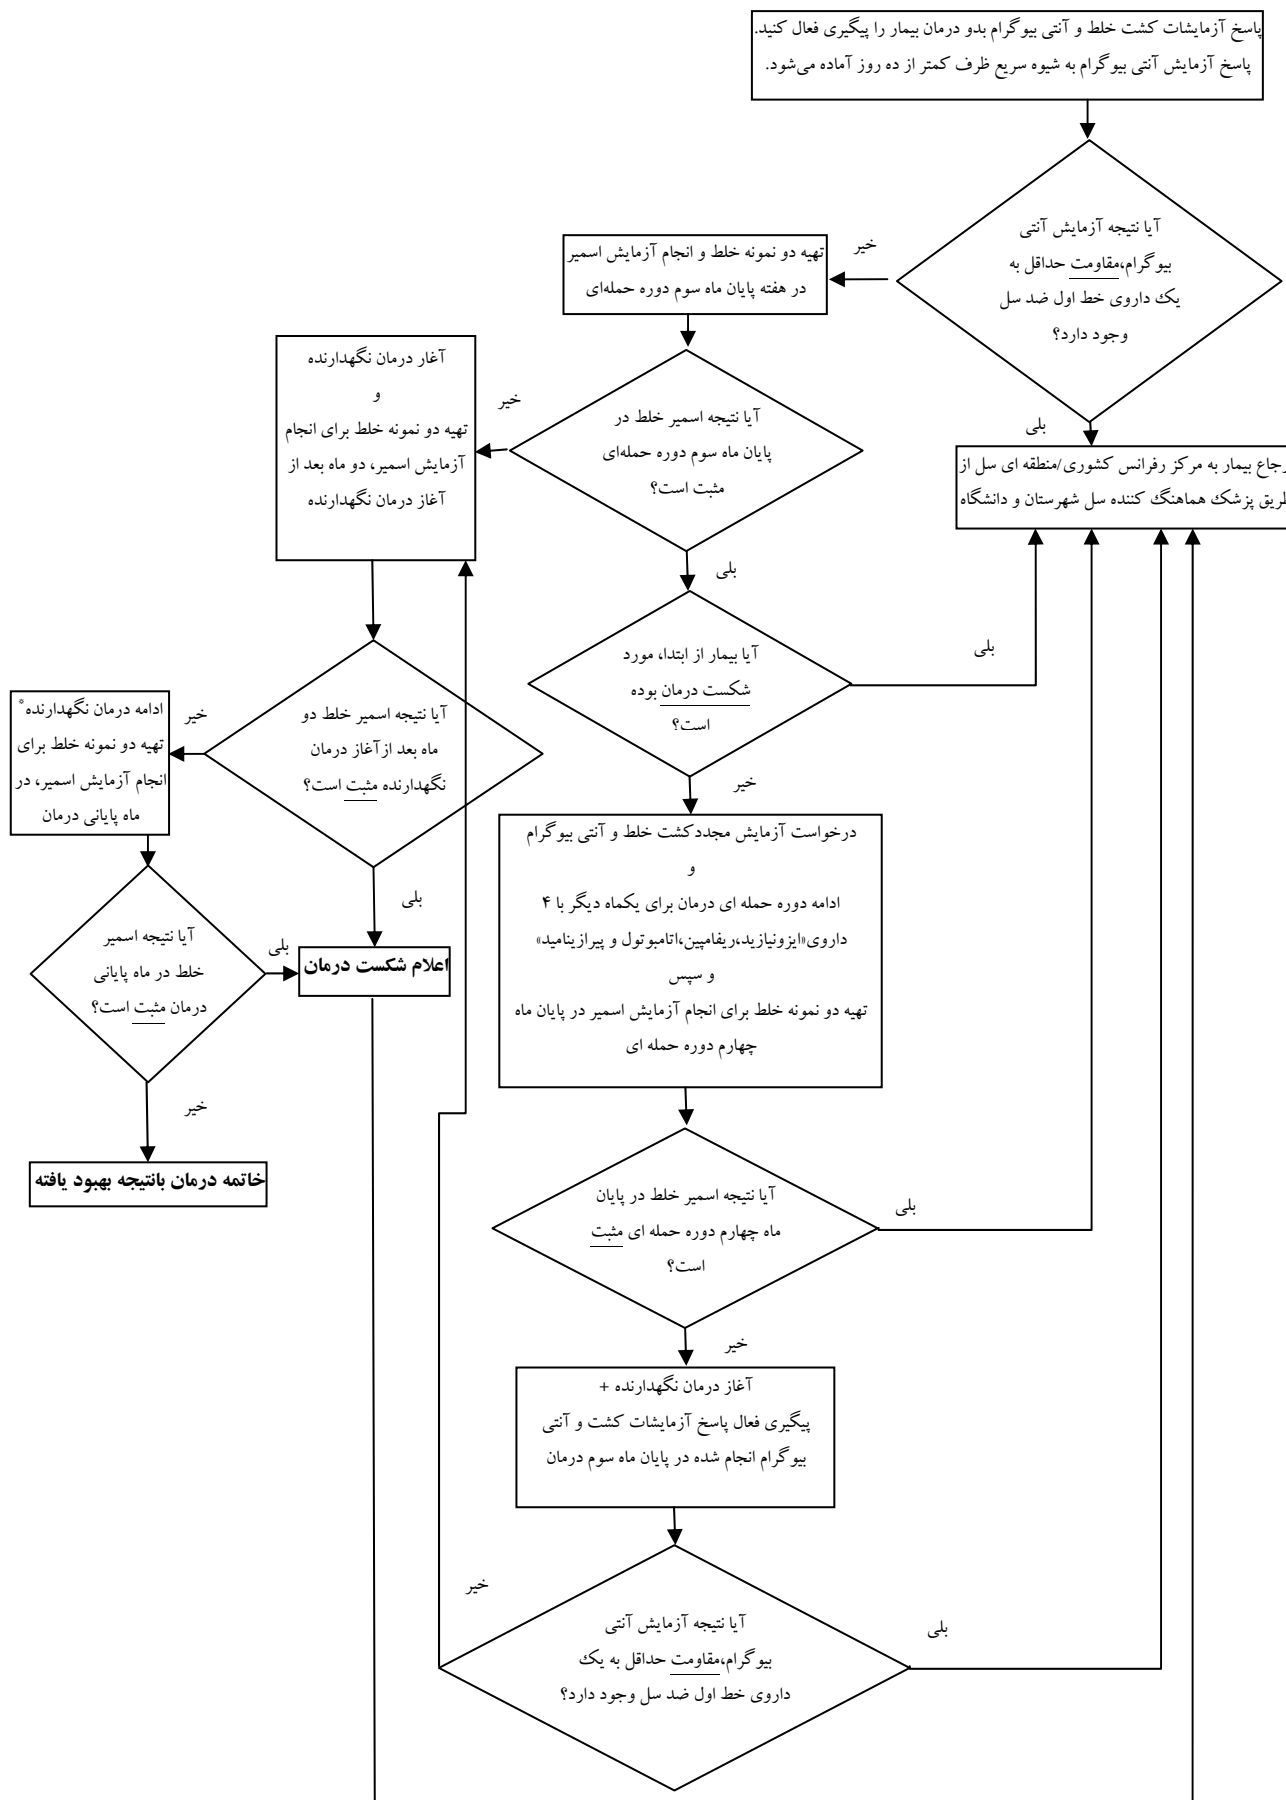 پاسخ آزمایشات کشت خلط و آنتی بیوگرام بدو درمان بیمار را پیگیری فعال کنید.
پاسخ آزمایش آنتی بیوگرام به شیوه سریع ظرف کمتر از ده روز آماده می‌شود.
آیا نتیجه آزمایش آنتی
بیوگرام،مقاومت حداقل به
یک داروی خط اول ضد سل
وجود دارد؟
خیر
بلی
تهیه دو نمونه خلط و انجام آزمایش اسمیر
در هفته پایان ماه سوم دوره حمله‌ای
رجاع بیمار به مرکز رفرانس کشوری/منطقه ای سل از
طریق پزشک هماهنگ کننده سل شهرستان و دانشگاه
آیا نتیجه اسمیر خلط در
پایان ماه سوم دوره حمله‌ای
مثبت است؟
خیر
بلی
آغار درمان نگهدارنده
و
تهیه دو نمونه خلط برای انجام
آزمایش اسمیر، دو ماه بعد از
آغاز درمان نگهدارنده
آیا بیمار از ابتدا، مورد
شکست درمان بوده
است؟
بلی
خیر
آیا نتیجه اسمیر خلط دو
ماه بعد ازآغاز درمان
نگهدارنده مثبت است؟
خیر
بلی
ادامه درمان نگهدارنده°
تهیه دو نمونه خلط برای
انجام آزمایش اسمیر، در
ماه پایانی درمان
درخواست آزمایش مجددکشت خلط و آنتی بیوگرام
و
ادامه دوره حمله ای درمان برای یکماه دیگر با ۴
داروی«ایزونیازید،ریفامپین،اتامبوتول و پیرازینامید»
و سپس
تهیه دو نمونه خلط برای انجام آزمایش اسمیر در پایان ماه
چهارم دوره حمله ای
آیا نتیجه اسمیر
خلط در ماه پایانی
درمان مثبت است؟
بلی
خیر
اعلام شکست درمان
خاتمه درمان بانتیجه بهبود یافته
آیا نتیجه اسمیر خلط در پایان
ماه چهارم دوره حمله ای مثبت
است؟
بلی
خیر
آغاز درمان نگهدارنده +
پیگیری فعال پاسخ آزمایشات کشت و آنتی
بیوگرام انجام شده در پایان ماه سوم درمان
آیا نتیجه آزمایش آنتی
بیوگرام،مقاومت حداقل به یک
داروی خط اول ضد سل وجود دارد؟
خیر
بلی